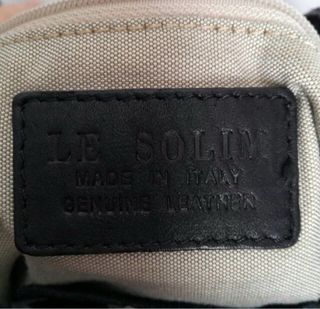 LE SOLIM
MADE IN ITALY
GENUINE LEATHER